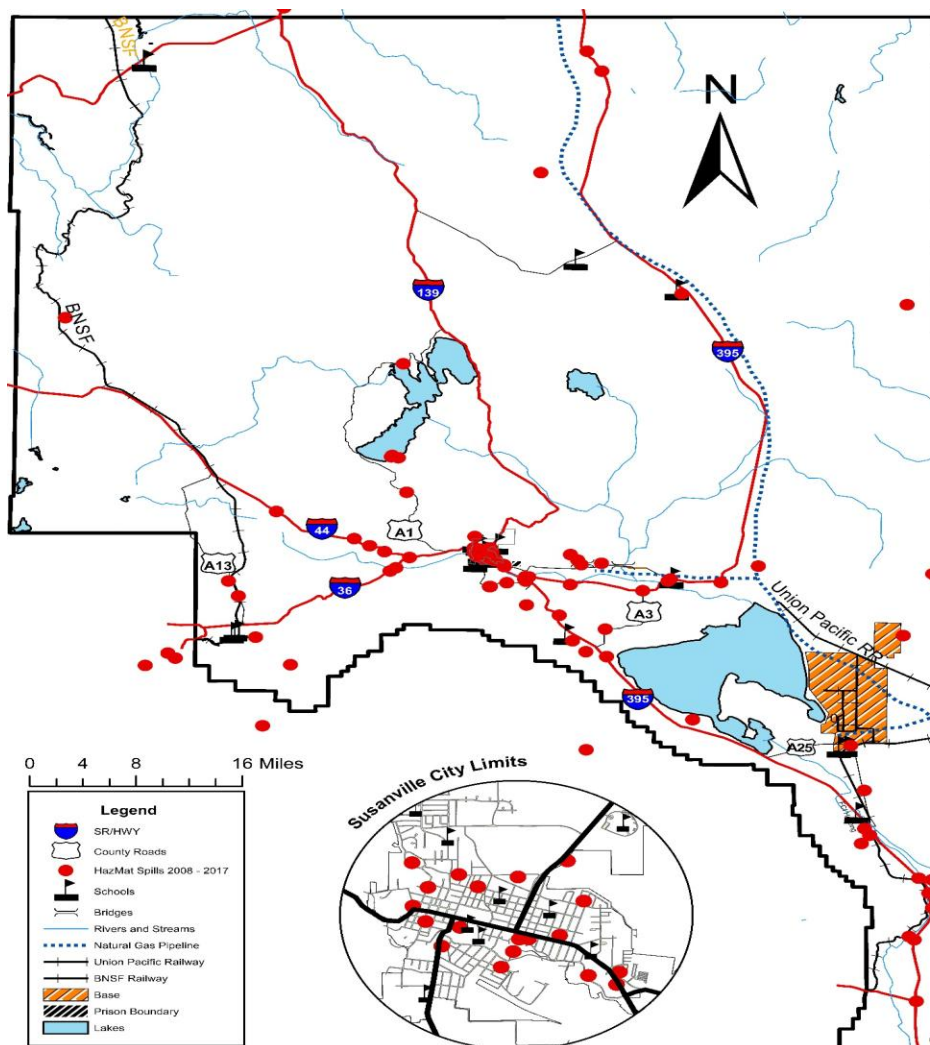 BNSF
N
139
BNSF
395
A1
44
A13
36
A3
Union Pacific RR
395
A25
0 4 8 16 Miles
Susanville City Limits
Legend
SR/HWY
County Roads
HazMat Spills 2008 - 2017
Schools
Bridges
Rivers and Streams
Natural Gas Pipeline
Union Pacific Railway
BNSF Railway
Base
Prison Boundary
Lakes